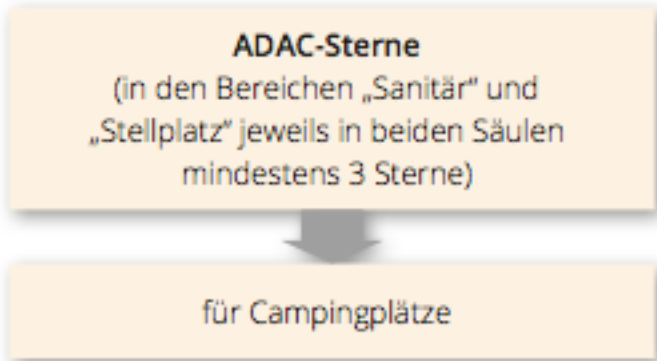 ADAC-Sterne
(in den Bereichen „Sanitär“ und
„Stellplatz“ jeweils in beiden Säulen
mindestens 3 Sterne)
für Campingplätze